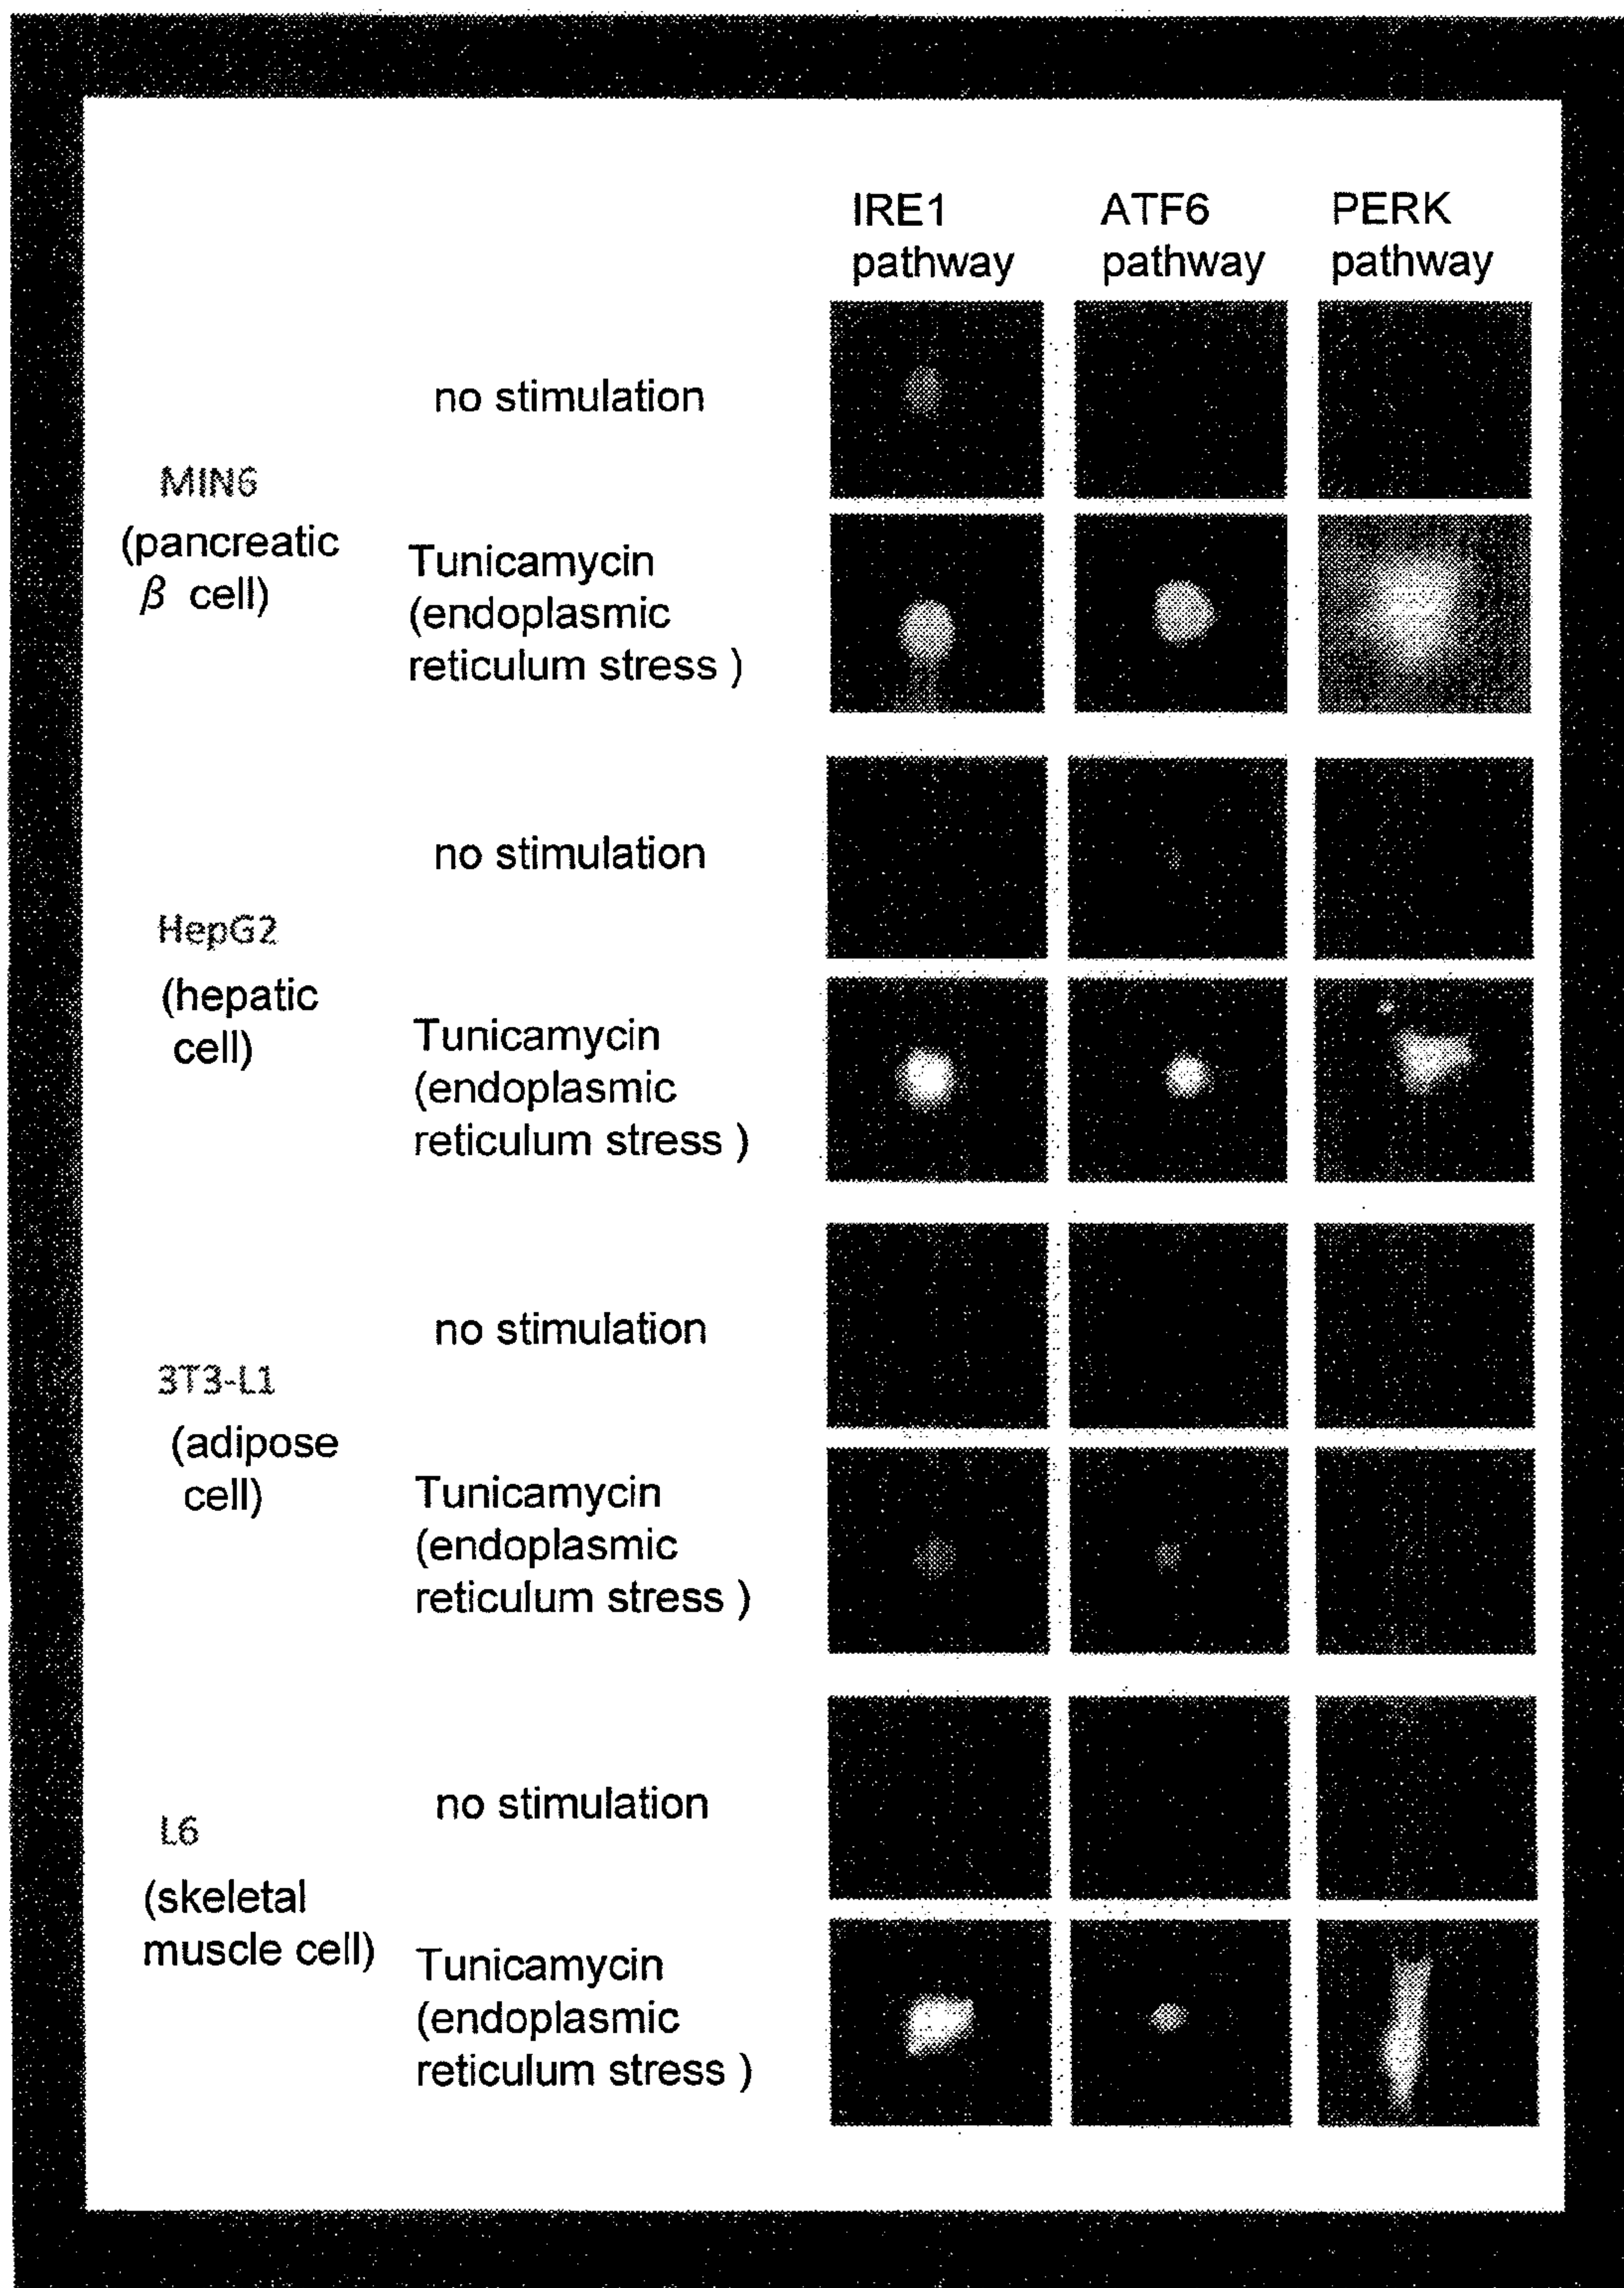 IRE1
pathway
ATF6
pathway
PERK
pathway
no stimulation
MIN6
(pancreatic
β cell)
Tunicamycin
(endoplasmic
reticulum stress )
no stimulation
HepG2
(hepatic
cell)
Tunicamycin
(endoplasmic
reticulum stress )
no stimulation
3T3-L1
(adipose
cell)
Tunicamycin
(endoplasmic
reticulum stress )
no stimulation
L6
(skeletal
muscle cell)
Tunicamycin
(endoplasmic
reticulum stress )